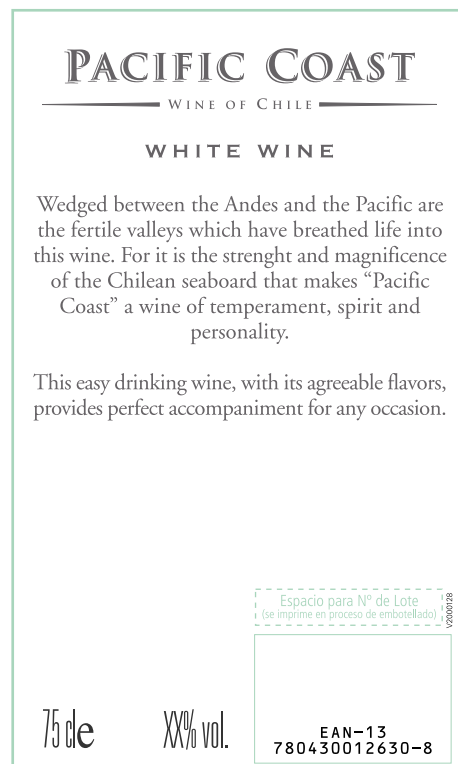 PACIFIC COAST
WINE OF CHILE
WHITE WINE
Wedged between the Andes and the Pacific are
the fertile valleys which have breathed life into
this wine. For it is the strenght and magnificence
of the Chilean seaboard that makes “Pacific
Coast” a wine of temperament, spirit and
personality.
This easy drinking wine, with its agreeable flavors,
provides perfect accompaniment for any occasion.
Espacio para Nº de Lote
(se imprime en proceso de embotellado)
V2000128
75 cle
XX% vol.
EAN-13
780430012630-8